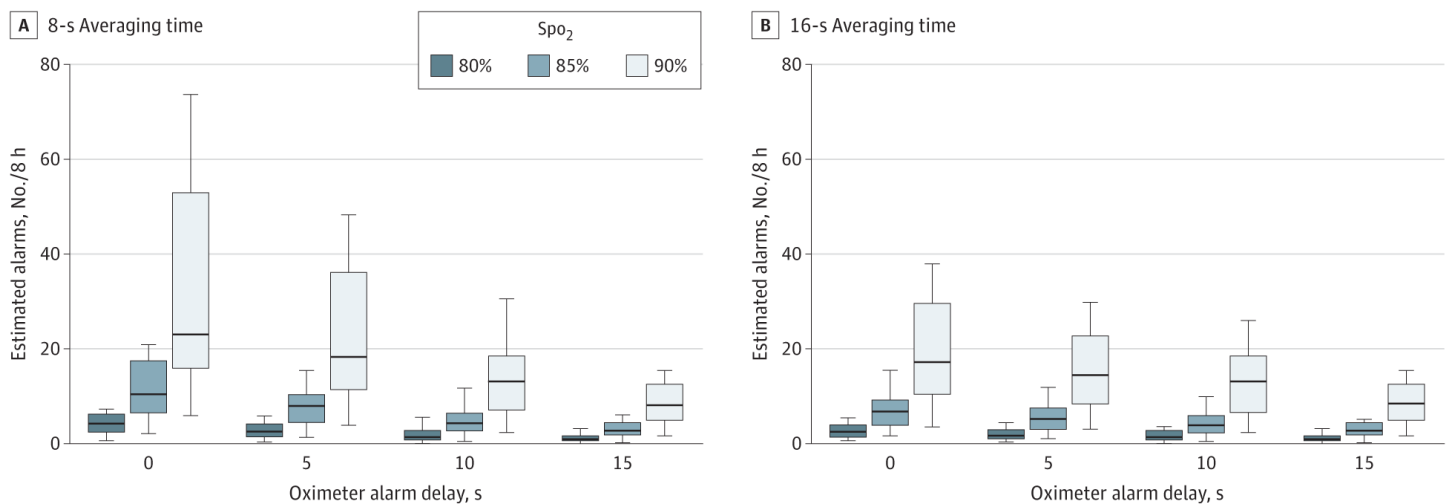 A 8-s Averaging time
Spo₂
80% 85% 90%
Estimated alarms, No./8 h
80
60
40
20
0
0 5 10 15
Oximeter alarm delay, s
B 16-s Averaging time
Estimated alarms, No./8 h
80
60
40
20
0
0 5 10 15
Oximeter alarm delay, s